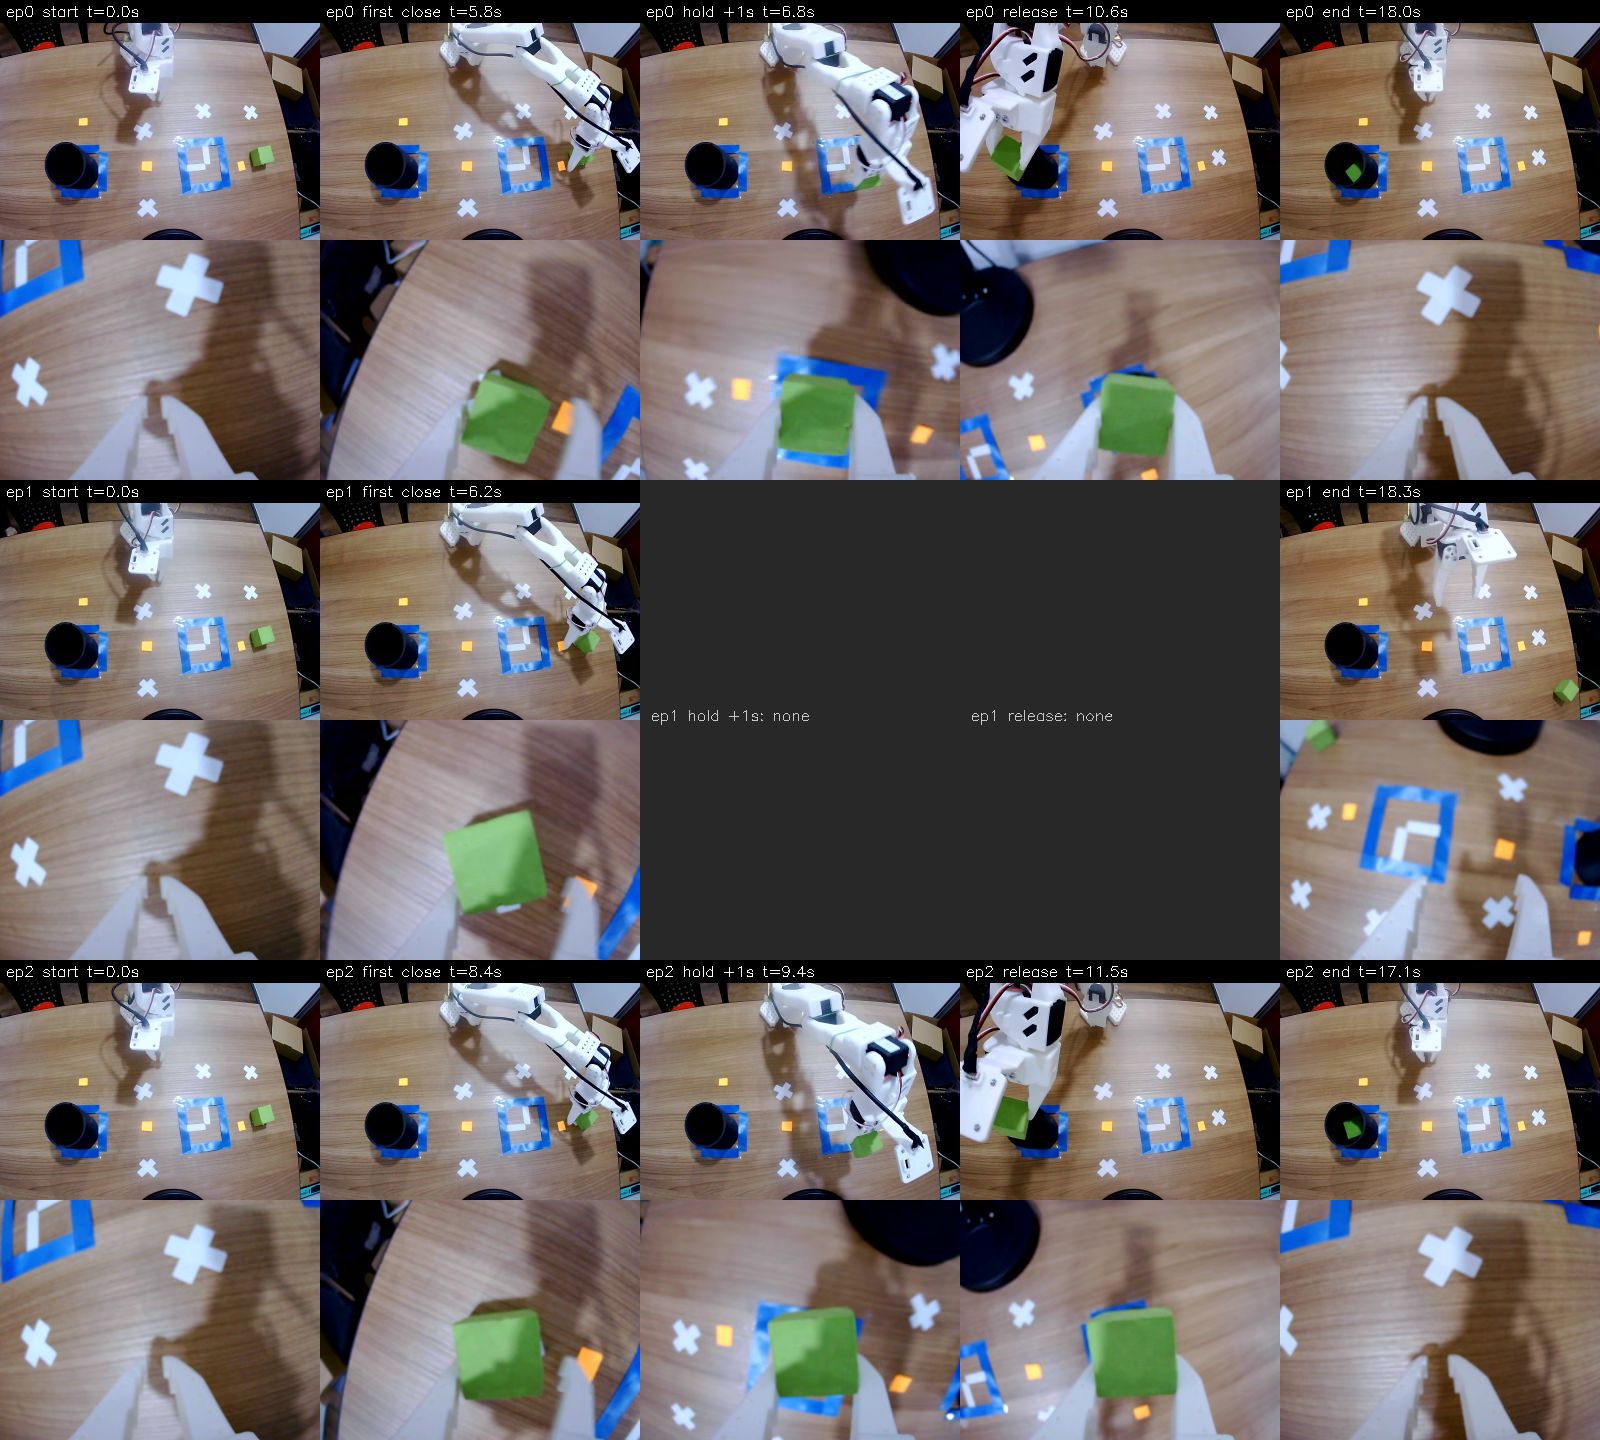 ep0 start t=0.0s
ep0 first close t=5.8s
ep0 hold +1s t=6.8s
ep0 release t=10.6s
ep0 end t=18.0s
ep1 start t=0.0s
ep1 first close t=6.2s
ep1 hold +1s: none
ep1 release: none
ep1 end t=18.3s
ep2 start t=0.0s
ep2 first close t=8.4s
ep2 hold +1s t=9.4s
ep2 release t=11.5s
ep2 end t=17.1s